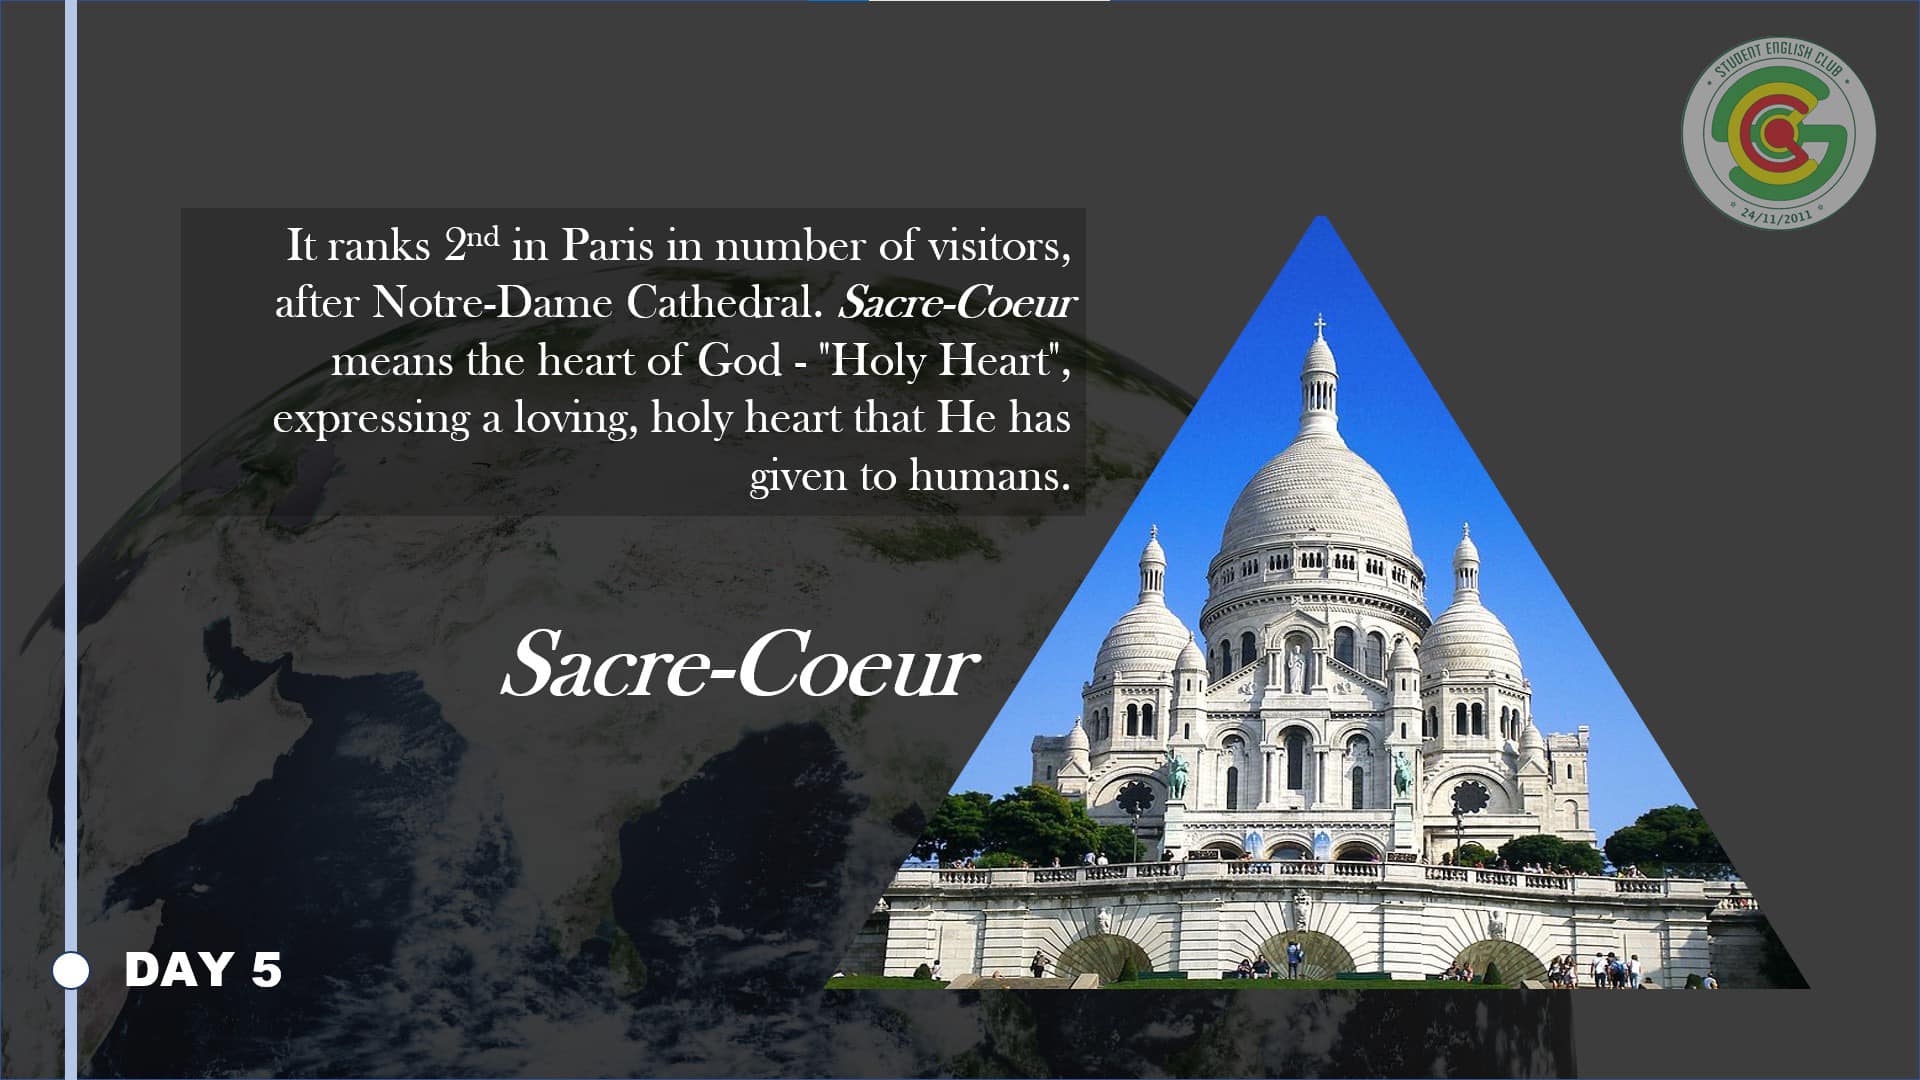 STUDENT ENGLISH CLUB
24/11/2011
It ranks 2nd in Paris in number of visitors,
after Notre-Dame Cathedral. Sacre-Coeur
means the heart of God - "Holy Heart",
expressing a loving, holy heart that He has
given to humans.
Sacre-Coeur
DAY 5